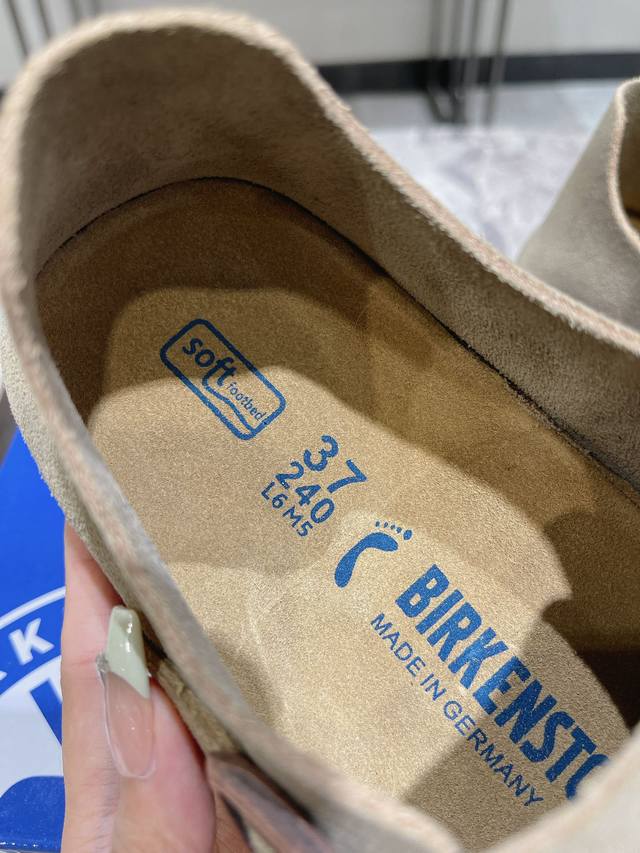 soft
footbed
37
240
L6 M5
BIRKENSTO
MADE IN GERMANY